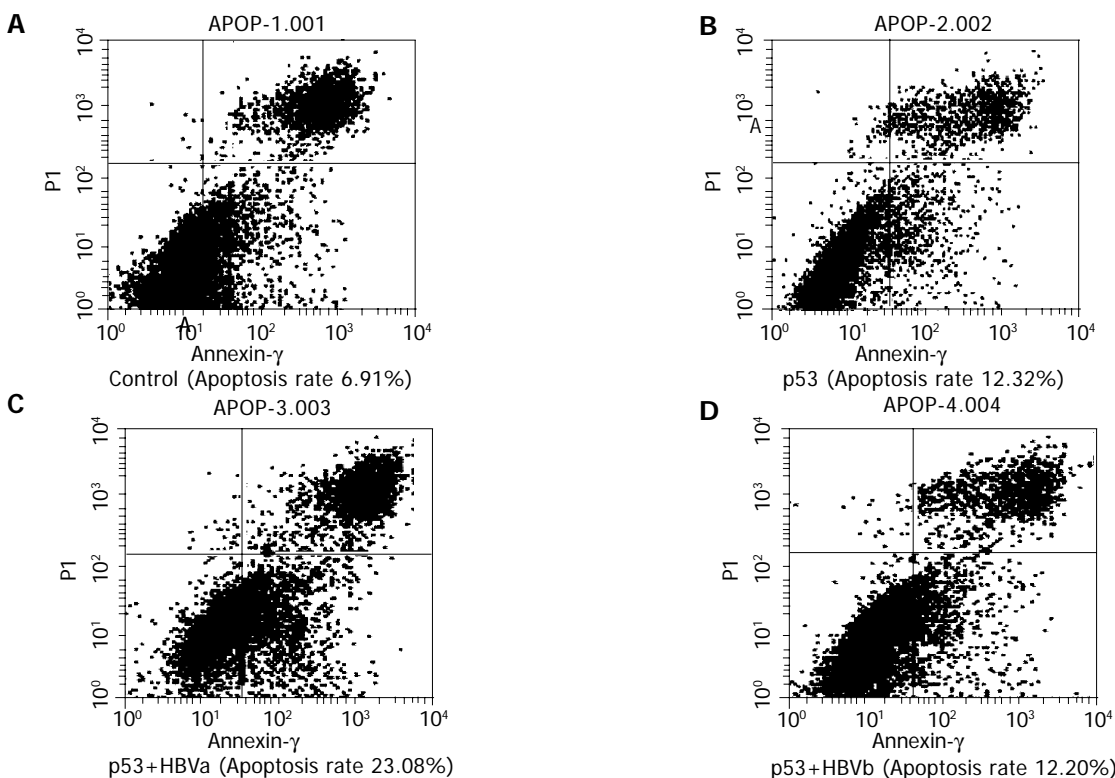 A
APOP-1.001
10⁴
10³
10²
10¹
10⁰
P1
10⁰ 10¹ 10² 10³ 10⁴
A
Annexin-γ
Control (Apoptosis rate 6.91%)
B
APOP-2.002
10⁴
10³
A
10²
10¹
10⁰
P1
10⁰ 10¹ 10² 10³ 10⁴
Annexin-γ
p53 (Apoptosis rate 12.32%)
C
APOP-3.003
10⁴
10³
10²
10¹
10⁰
P1
10⁰ 10¹ 10² 10³ 10⁴
Annexin-γ
p53+HBVa (Apoptosis rate 23.08%)
D
APOP-4.004
10⁴
10³
10²
10¹
10⁰
P1
10⁰ 10¹ 10² 10³ 10⁴
Annexin-γ
p53+HBVb (Apoptosis rate 12.20%)